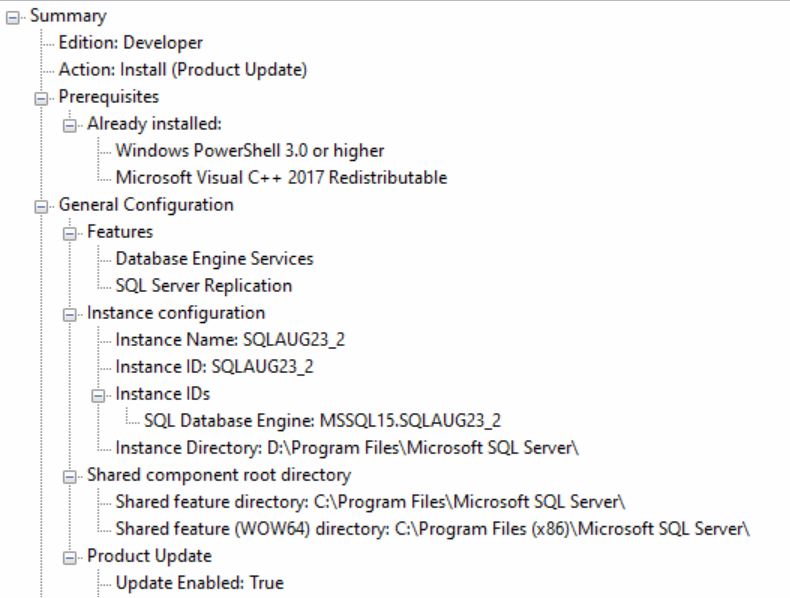 Summary
Edition: Developer
Action: Install (Product Update)
Prerequisites
Already installed:
Windows PowerShell 3.0 or higher
Microsoft Visual C++ 2017 Redistributable
General Configuration
Features
Database Engine Services
SQL Server Replication
Instance configuration
Instance Name: SQLAUG23_2
Instance ID: SQLAUG23_2
Instance IDs
SQL Database Engine: MSSQL15.SQLAUG23_2
Instance Directory: D:\Program Files\Microsoft SQL Server\
Shared component root directory
Shared feature directory: C:\Program Files\Microsoft SQL Server\
Shared feature (WOW64) directory: C:\Program Files (x86)\Microsoft SQL Server\
Product Update
Update Enabled: True